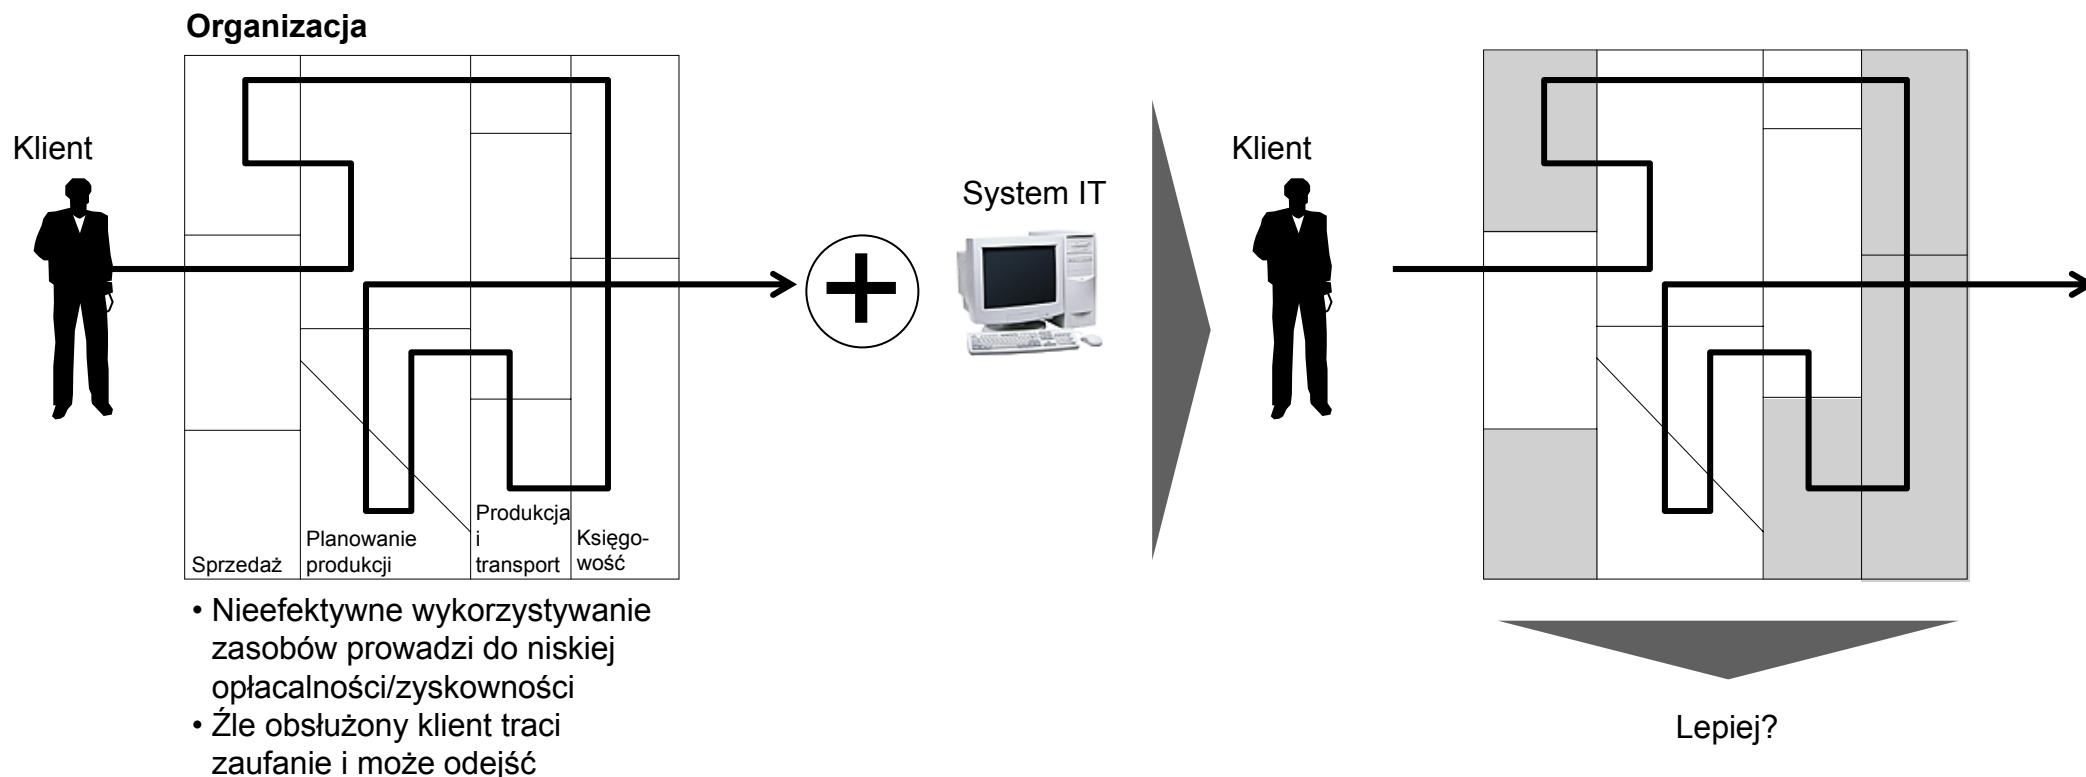 Organizacja
Klient
Sprzedaż
Planowanie
produkcji
Produkcja
i
transport
Księgo-
wość
• Nieefektywne wykorzystywanie
zasobów prowadzi do niskiej
opłacalności/zyskowności
• Źle obsłużony klient traci
zaufanie i może odejść
System IT
Klient
Lepiej?